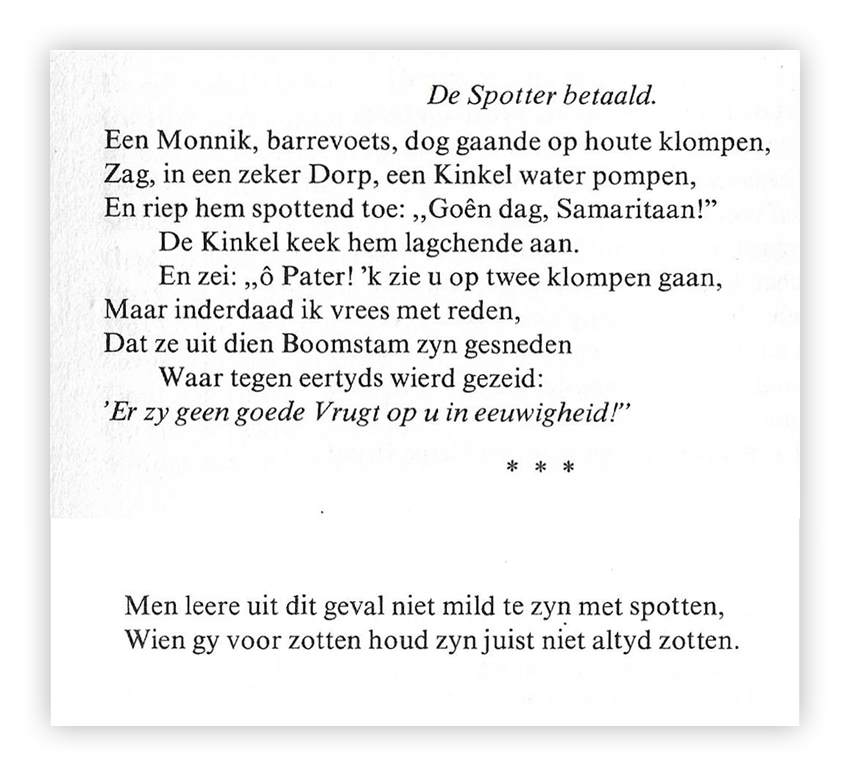 De Spotter betaald.
Een Monnik, barrevoets, dog gaande op houte klompen,
Zag, in een zeker Dorp, een Kinkel water pompen,
En riep hem spottend toe: ,,Goên dag, Samaritaan!”
De Kinkel keek hem lagchende aan.
En zei: ,,ô Pater! ’k zie u op twee klompen gaan,
Maar inderdaad ik vrees met reden,
Dat ze uit dien Boomstam zyn gesneden
Waar tegen eertyds wierd gezeid:
’Er zy geen goede Vrugt op u in eeuwigheid!”
* * *
Men leere uit dit geval niet mild te zyn met spotten,
Wien gy voor zotten houd zyn juist niet altyd zotten.